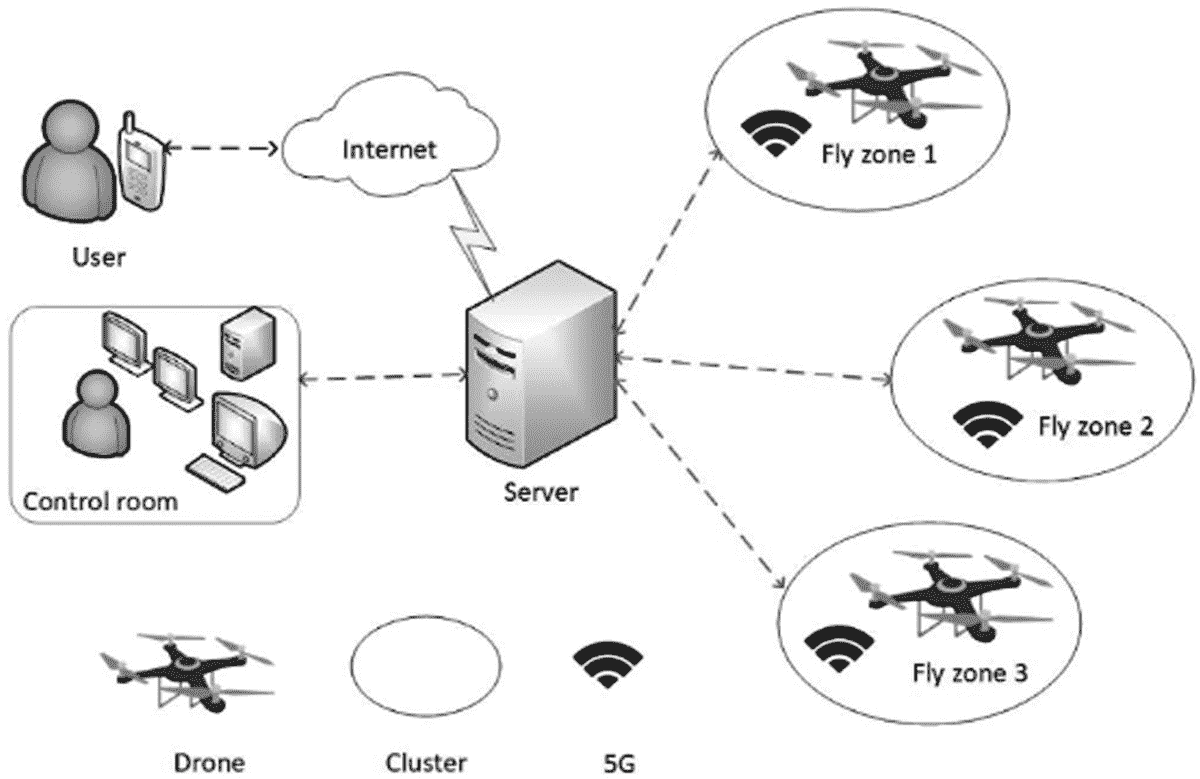 Internet
Fly zone 1
User
Fly zone 2
Control room
Server
Fly zone 3
Drone
Cluster
5G